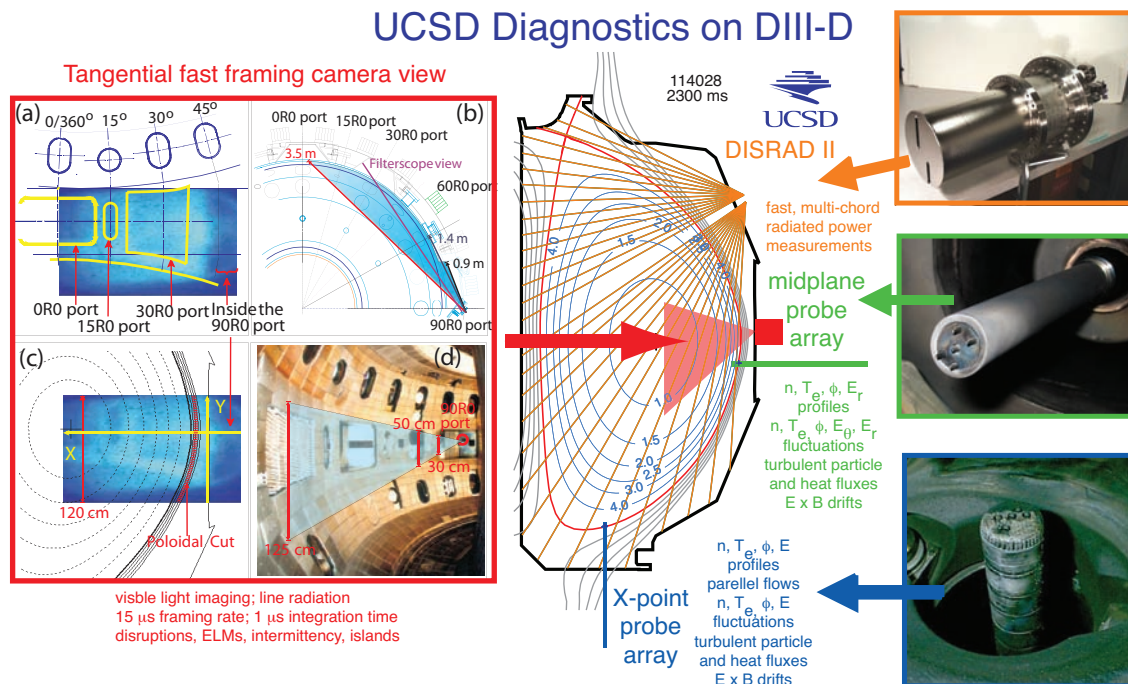 UCSD Diagnostics on DIII-D
Tangential fast framing camera view
(a)
0/360º
15º
30º
45º
0R0 port
15R0 port
30R0 port
Inside the
90R0 port
(b)
0R0 port
15R0 port
30R0 port
60R0 port
3.5 m
Filterscope view
1.4 m
0.9 m
90R0 port
(c)
Y
X
120 cm
Poloidal Cut
(d)
90R0
port
50 cm
30 cm
125 cm
visble light imaging; line radiation
15 µs framing rate; 1 µs integration time
disruptions, ELMs, intermittency, islands
114028
2300 ms
UCSD
4.0
2.0
1.5
1.0
1.5
2.0
2.5
3.0
4.0
DISRAD II
fast, multi-chord
radiated power
measurements
midplane
probe
array
n, Te, ϕ, Er
profiles
n, Te, ϕ, Eθ, Er
fluctuations
turbulent particle
and heat fluxes
E x B drifts
X-point
probe
array
n, Te, ϕ, E
profiles
parellel flows
n, Te, ϕ, E
fluctuations
turbulent particle
and heat fluxes
E x B drifts